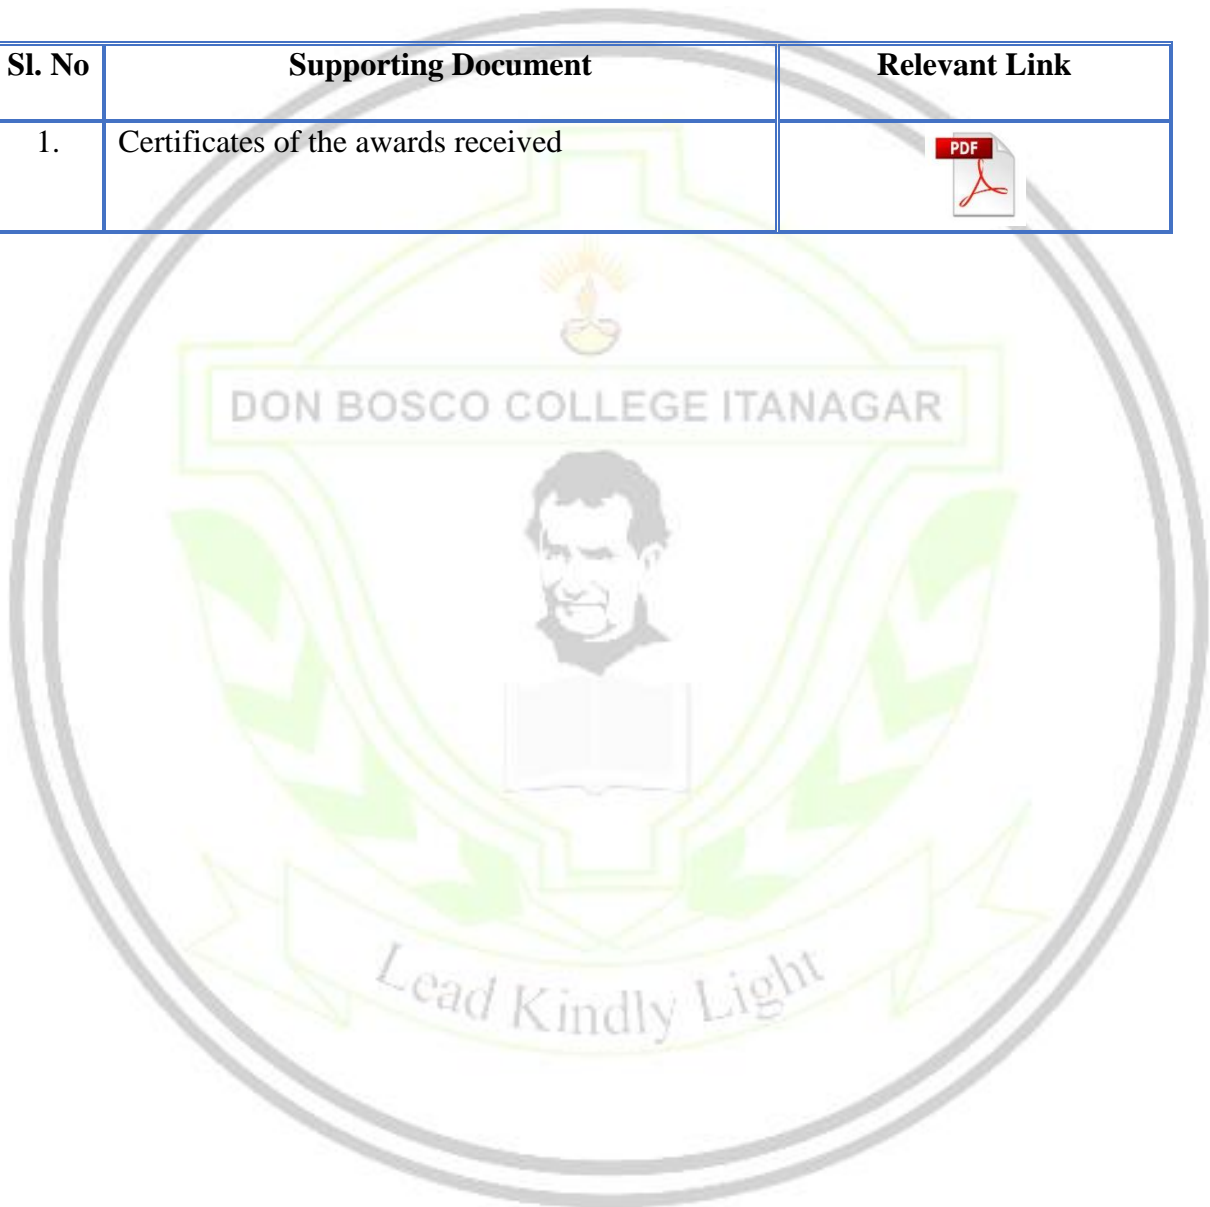 Sl. No Supporting Document Relevant Link
1. Certificates of the awards received PDF
DON BOSCO COLLEGE ITANAGAR
Lead Kindly Light